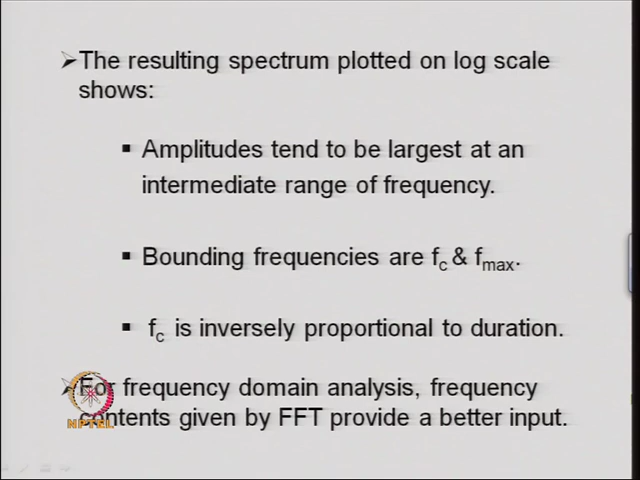 ➢The resulting spectrum plotted on log scale
shows:
▪ Amplitudes tend to be largest at an
intermediate range of frequency.
▪ Bounding frequencies are fc & fmax.
▪ fc is inversely proportional to duration.
➢For frequency domain analysis, frequency
contents given by FFT provide a better input.
NPTEL